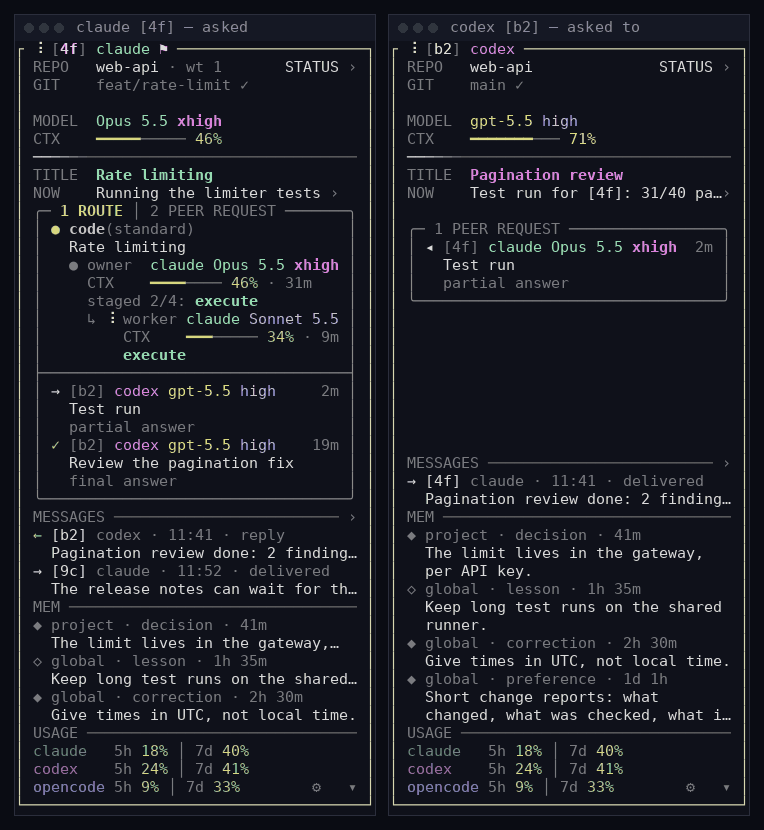 claude [4f] — asked
⠸ [4f] claude ⚑
REPO web-api · wt 1 STATUS ›
GIT feat/rate-limit ✓
MODEL Opus 5.5 xhigh
CTX 46%
TITLE Rate limiting
NOW Running the limiter tests ›
1 ROUTE │ 2 PEER REQUEST
● code(standard)
Rate limiting
● owner claude Opus 5.5 xhigh
CTX 46% · 31m
staged 2/4: execute
↳ ⠸ worker claude Sonnet 5.5
CTX 34% · 9m
execute
→ [b2] codex gpt-5.5 high 2m
Test run
partial answer
✓ [b2] codex gpt-5.5 high 19m
Review the pagination fix
final answer
MESSAGES ›
← [b2] codex · 11:41 · reply
Pagination review done: 2 finding…
→ [9c] claude · 11:52 · delivered
The release notes can wait for th…
MEM
◆ project · decision · 41m
The limit lives in the gateway,…
◇ global · lesson · 1h 35m
Keep long test runs on the shared…
◆ global · correction · 2h 30m
Give times in UTC, not local time.
USAGE
claude 5h 18% │ 7d 40%
codex 5h 24% │ 7d 41%
opencode 5h 9% │ 7d 33% ⚙ ▾
codex [b2] — asked to
⠸ [b2] codex
REPO web-api STATUS ›
GIT main ✓
MODEL gpt-5.5 high
CTX 71%
TITLE Pagination review
NOW Test run for [4f]: 31/40 pa…›
1 PEER REQUEST
◂ [4f] claude Opus 5.5 xhigh 2m
Test run
partial answer
MESSAGES ›
→ [4f] claude · 11:41 · delivered
Pagination review done: 2 finding…
MEM
◆ project · decision · 41m
The limit lives in the gateway,
per API key.
◇ global · lesson · 1h 35m
Keep long test runs on the shared
runner.
◆ global · correction · 2h 30m
Give times in UTC, not local time.
◆ global · preference · 1d 1h
Short change reports: what
changed, what was checked, what i…
USAGE
claude 5h 18% │ 7d 40%
codex 5h 24% │ 7d 41%
opencode 5h 9% │ 7d 33% ⚙ ▾